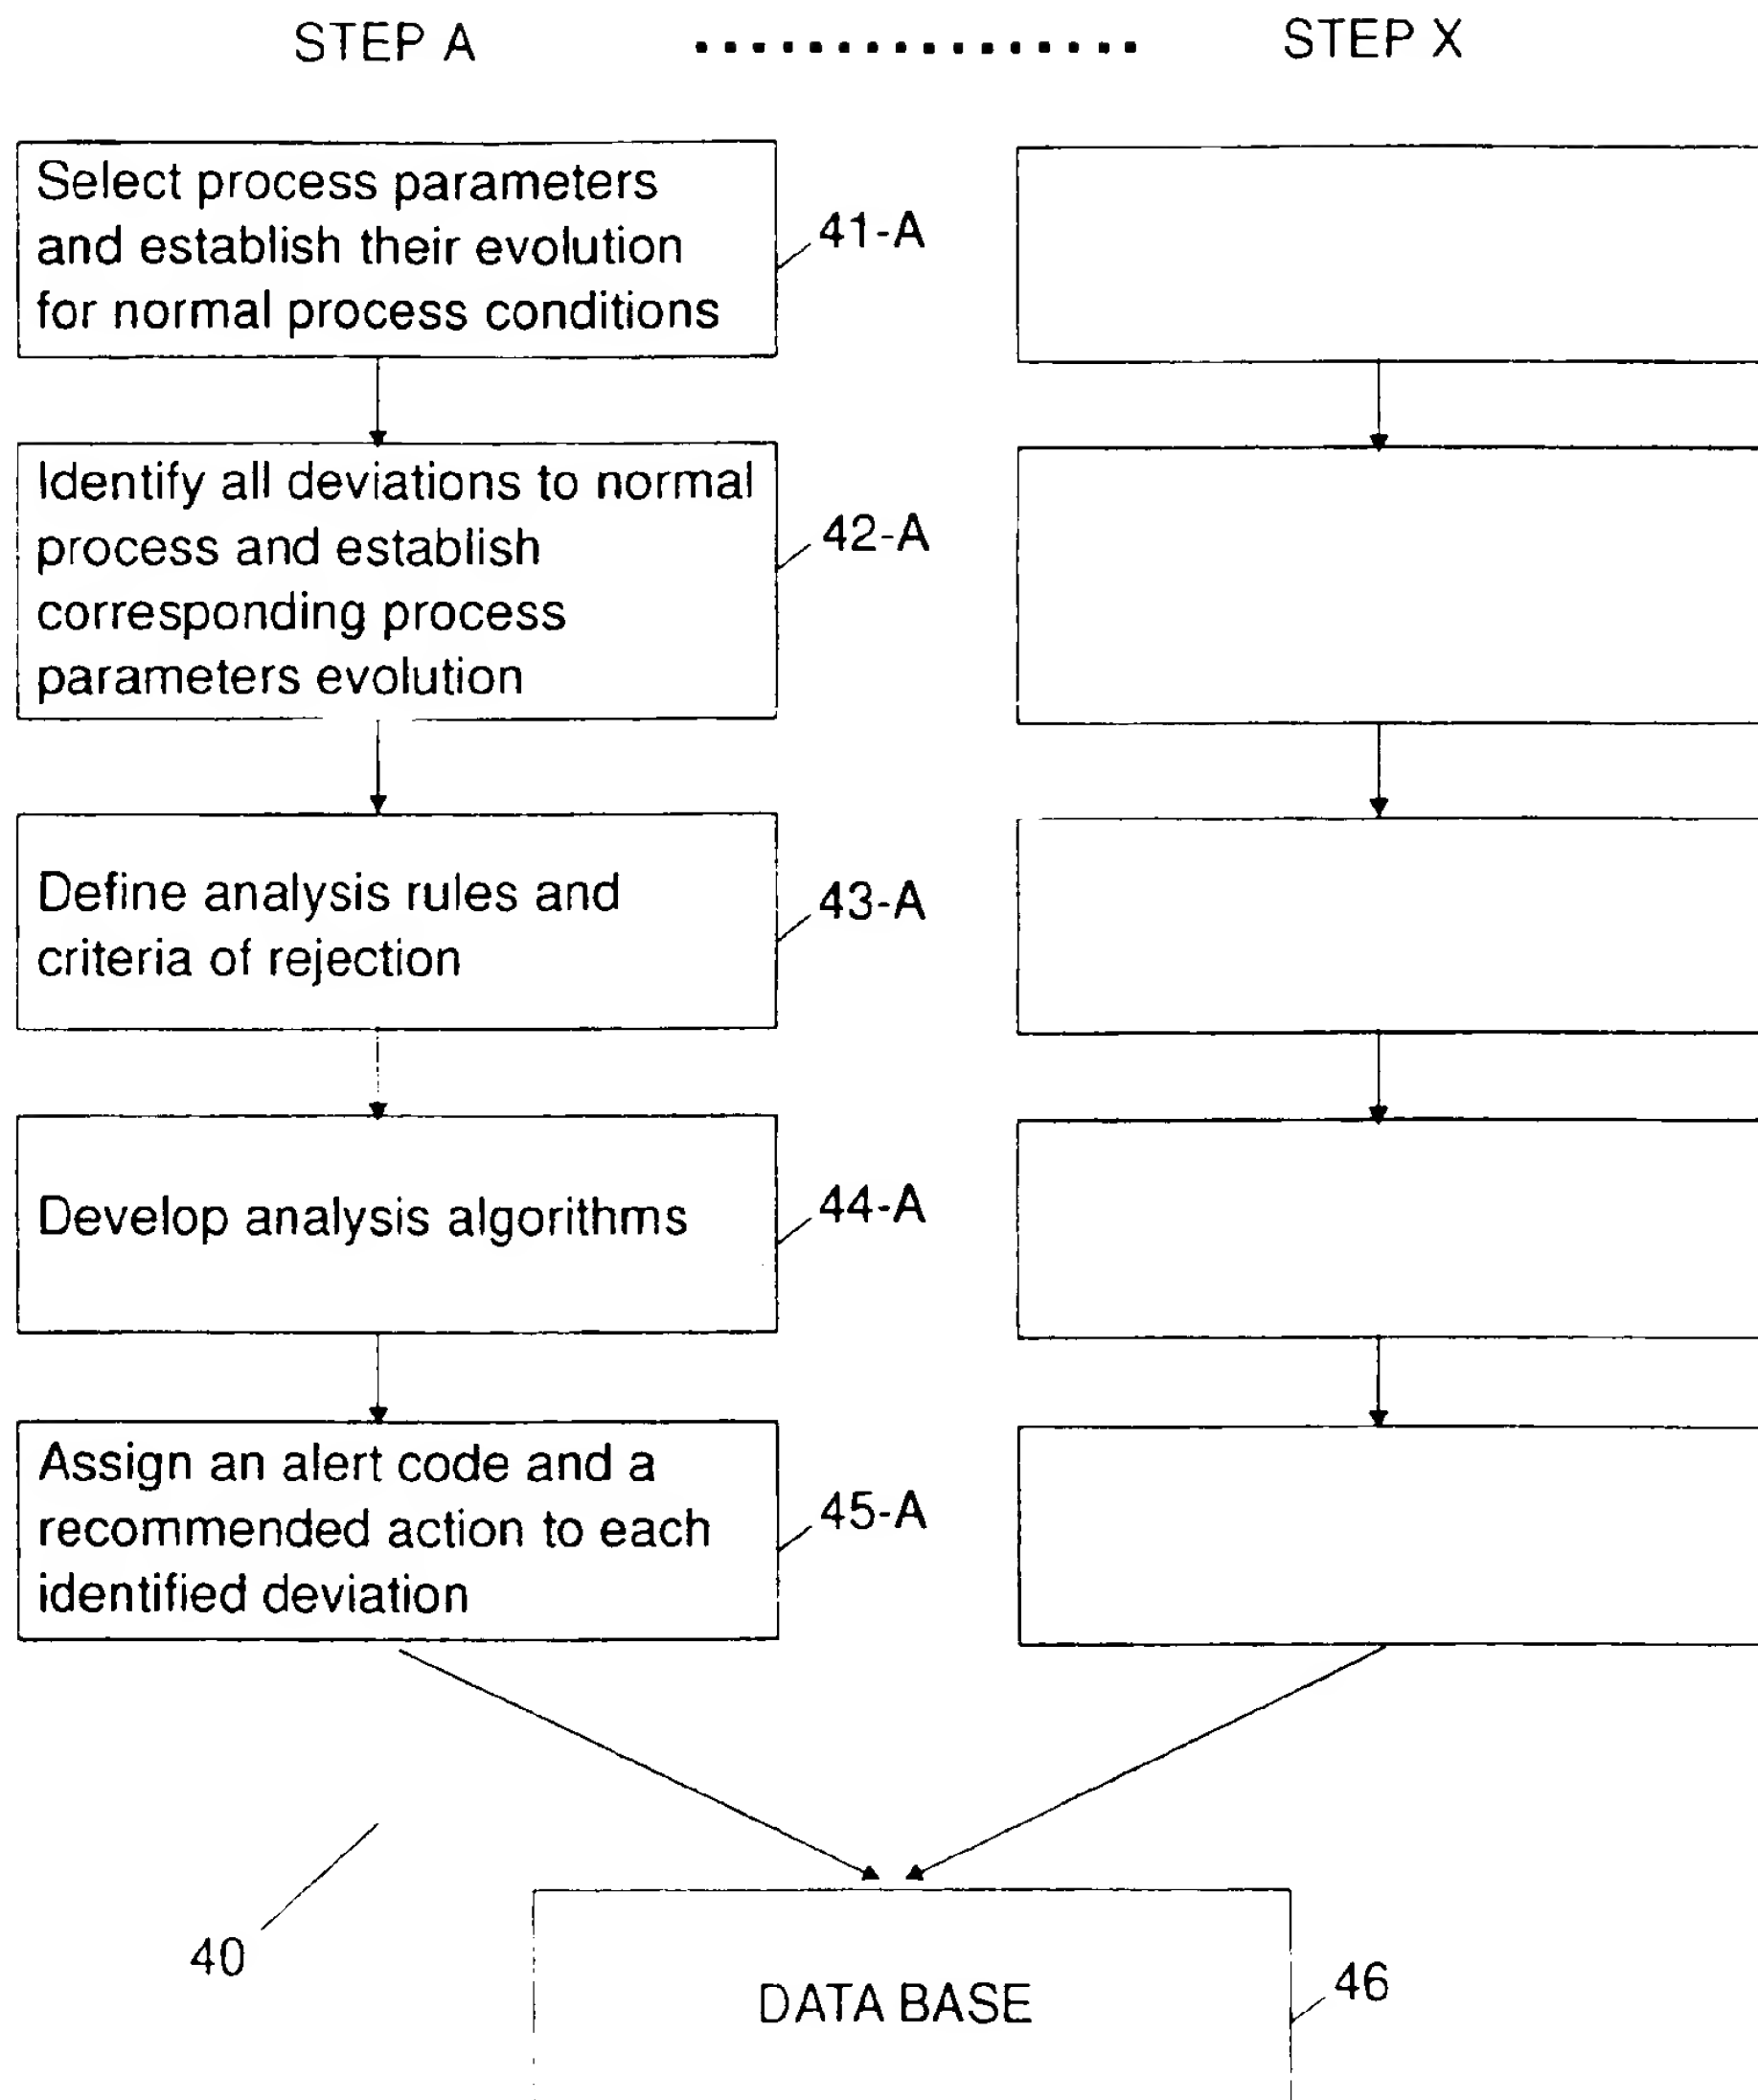 STEP A ................ STEP X
Select process parameters
and establish their evolution
for normal process conditions
41-A
Identify all deviations to normal
process and establish
corresponding process
parameters evolution
42-A
Define analysis rules and
criteria of rejection
43-A
Develop analysis algorithms
44-A
Assign an alert code and a
recommended action to each
identified deviation
45-A
40
DATA BASE
46